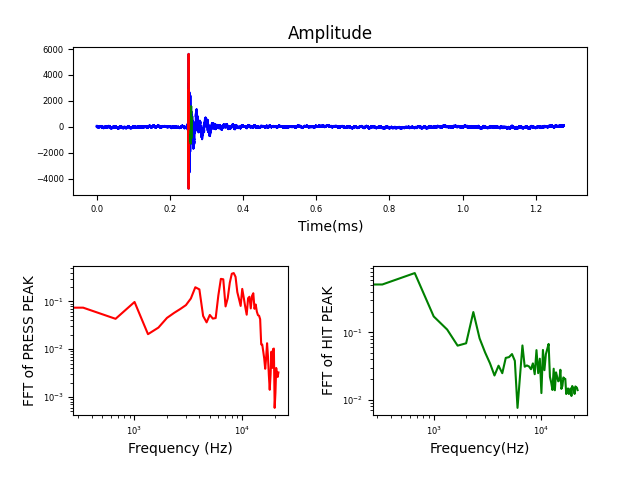 Amplitude
6000
4000
2000
0
−2000
−4000
0.0 0.2 0.4 0.6 0.8 1.0 1.2
Time(ms)
FFT of PRESS PEAK
10⁻¹
10⁻²
10⁻³
10³ 10⁴
Frequency (Hz)
FFT of HIT PEAK
10⁻¹
10⁻²
10³ 10⁴
Frequency(Hz)